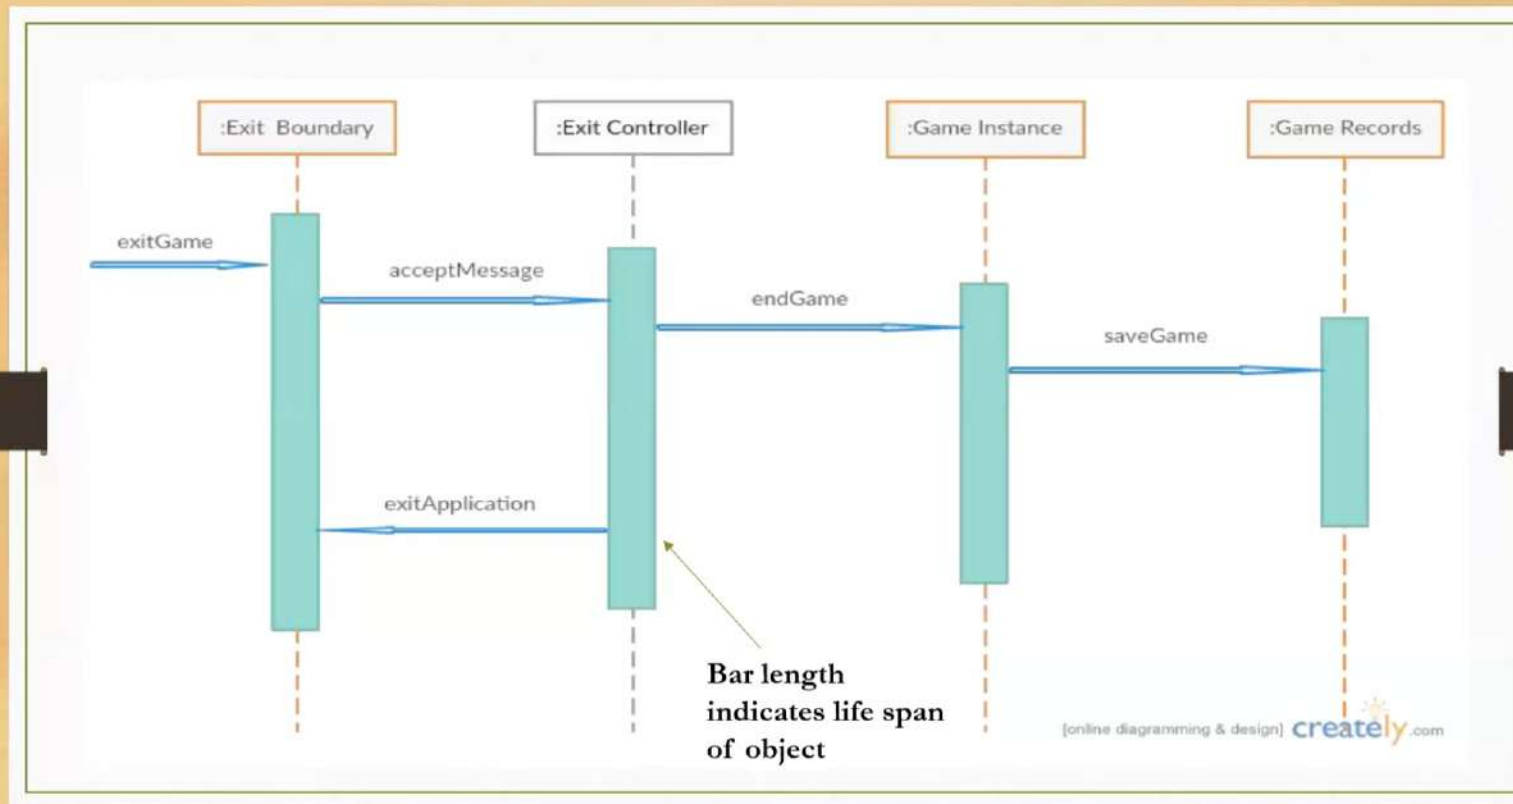 :Exit Boundary
:Exit Controller
:Game Instance
:Game Records
exitGame
acceptMessage
endGame
saveGame
exitApplication
Bar length
indicates life span
of object
[online diagramming & design] creately.com